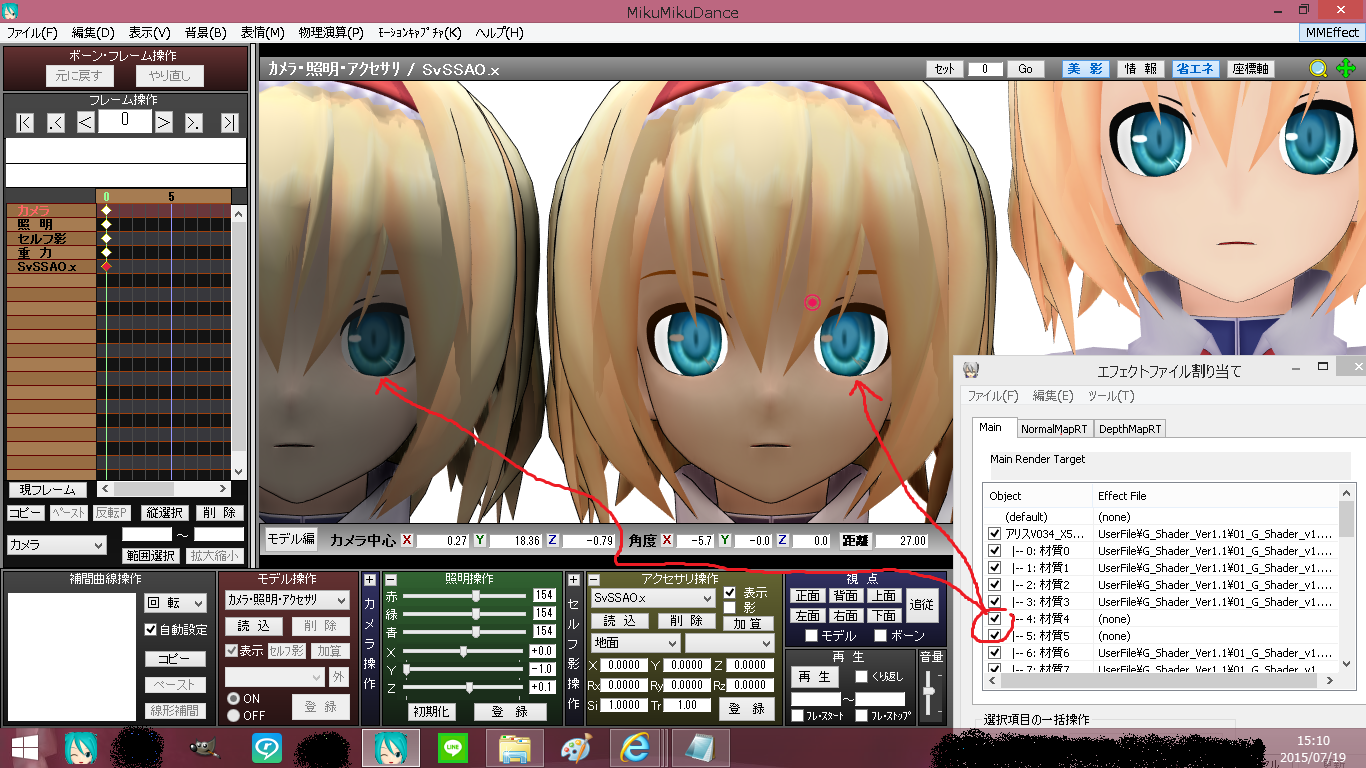 MikuMikuDance
ファイル(F) 編集(D) 表示(V) 背景(B) 表情(M) 物理演算(P) ﾓｰｼｮﾝｷｬﾌﾟﾁｬ(K) ヘルプ(H)
MMEffect
ボーン・フレーム操作
元に戻す やり直し
フレーム操作
|< .< < 0 > >. >|
0 5
カメラ
照 明
セルフ影
重 力
SvSSAO.x
現フレーム < >
コピー ﾍﾟｰｽﾄ 反転P 縦選択 削 除
～
カメラ 範囲選択 拡大縮小
カメラ・照明・アクセサリ / SvSSAO.x
ｾｯﾄ 0 Go 美 影 情 報 省エネ 座標軸
モデル編 カメラ中心 X 0.27 Y 18.36 Z -0.79 角度 X -5.7 Y -0.0 Z 0.0 距離 27.00
エフェクトファイル割り当て
ファイル(F) 編集(E) ツール(T)
Main NormalMapRT DepthMapRT
Main Render Target
Object Effect File
(default) (none)
アリスV034_X5... UserFile¥G_Shader_Ver1.1¥01_G_Shader_v1....
|-- 0: 材質1 UserFile¥G_Shader_Ver1.1¥01_G_Shader_v1....
|-- 1: 材質1 UserFile¥G_Shader_Ver1.1¥01_G_Shader_v1....
|-- 2: 材質2 UserFile¥G_Shader_Ver1.1¥01_G_Shader_v1....
|-- 3: 材質3 UserFile¥G_Shader_Ver1.1¥01_G_Shader_v1....
|-- 4: 材質4 (none)
|-- 5: 材質5 (none)
|-- 6: 材質6 UserFile¥G_Shader_Ver1.1¥01_G_Shader_v1....
|-- 7: 材質7 UserFile¥G_Shader_Ver1.1¥01_G_Shader_v1....
選択項目の一括操作
補間曲線操作
回 転
自動設定
コピー
ペースト
線形補間
モデル操作
ｶﾒﾗ・照明・ｱｸｾｻﾘ
読 込 削 除
表示 ｾﾙﾌ影 加算
外
ON
OFF
登 録
+
カメラ操作
-
照明操作
赤 154
緑 154
青 154
X +0.0
Y -1.0
Z +0.1
初期化 登 録
+
セルフ影操作
-
アクセサリ操作
SvSSAO.x 表示
影
読 込 削 除 加算
地面
X 0.0000 Y 0.0000 Z 0.0000
Rx 0.0000 Ry 0.0000 Rz 0.0000
Si 1.0000 Tr 1.00 登 録
視 点
正面 背面 上面
左面 右面 下面
追従
モデル ボーン
再 生
再 生 くり返し
～
ﾌﾚ･ｽﾀｰﾄ ﾌﾚ･ｽﾄｯﾌﾟ
音量
LINE
15:10
2015/07/19